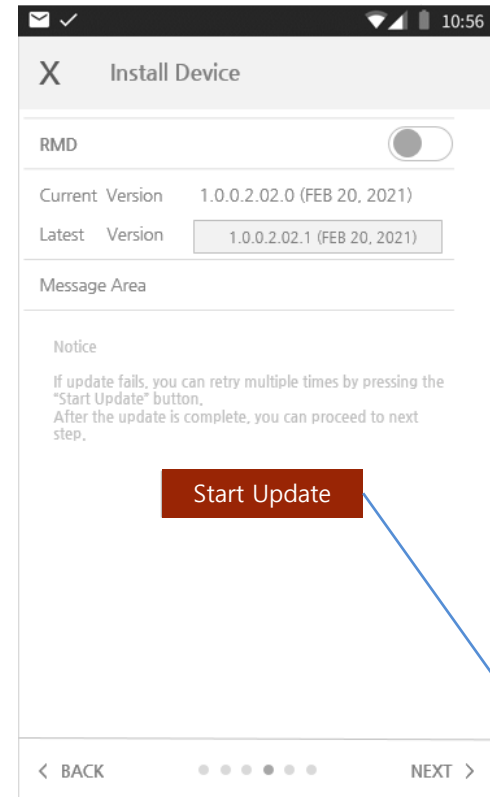 10:56
X Install Device
RMD
Current Version 1.0.0.2.02.0 (FEB 20, 2021)
Latest Version 1.0.0.2.02.1 (FEB 20, 2021)
Message Area
Notice
If update fails, you can retry multiple times by pressing the
"Start Update" button.
After the update is complete, you can proceed to next
step.
Start Update
< BACK NEXT >